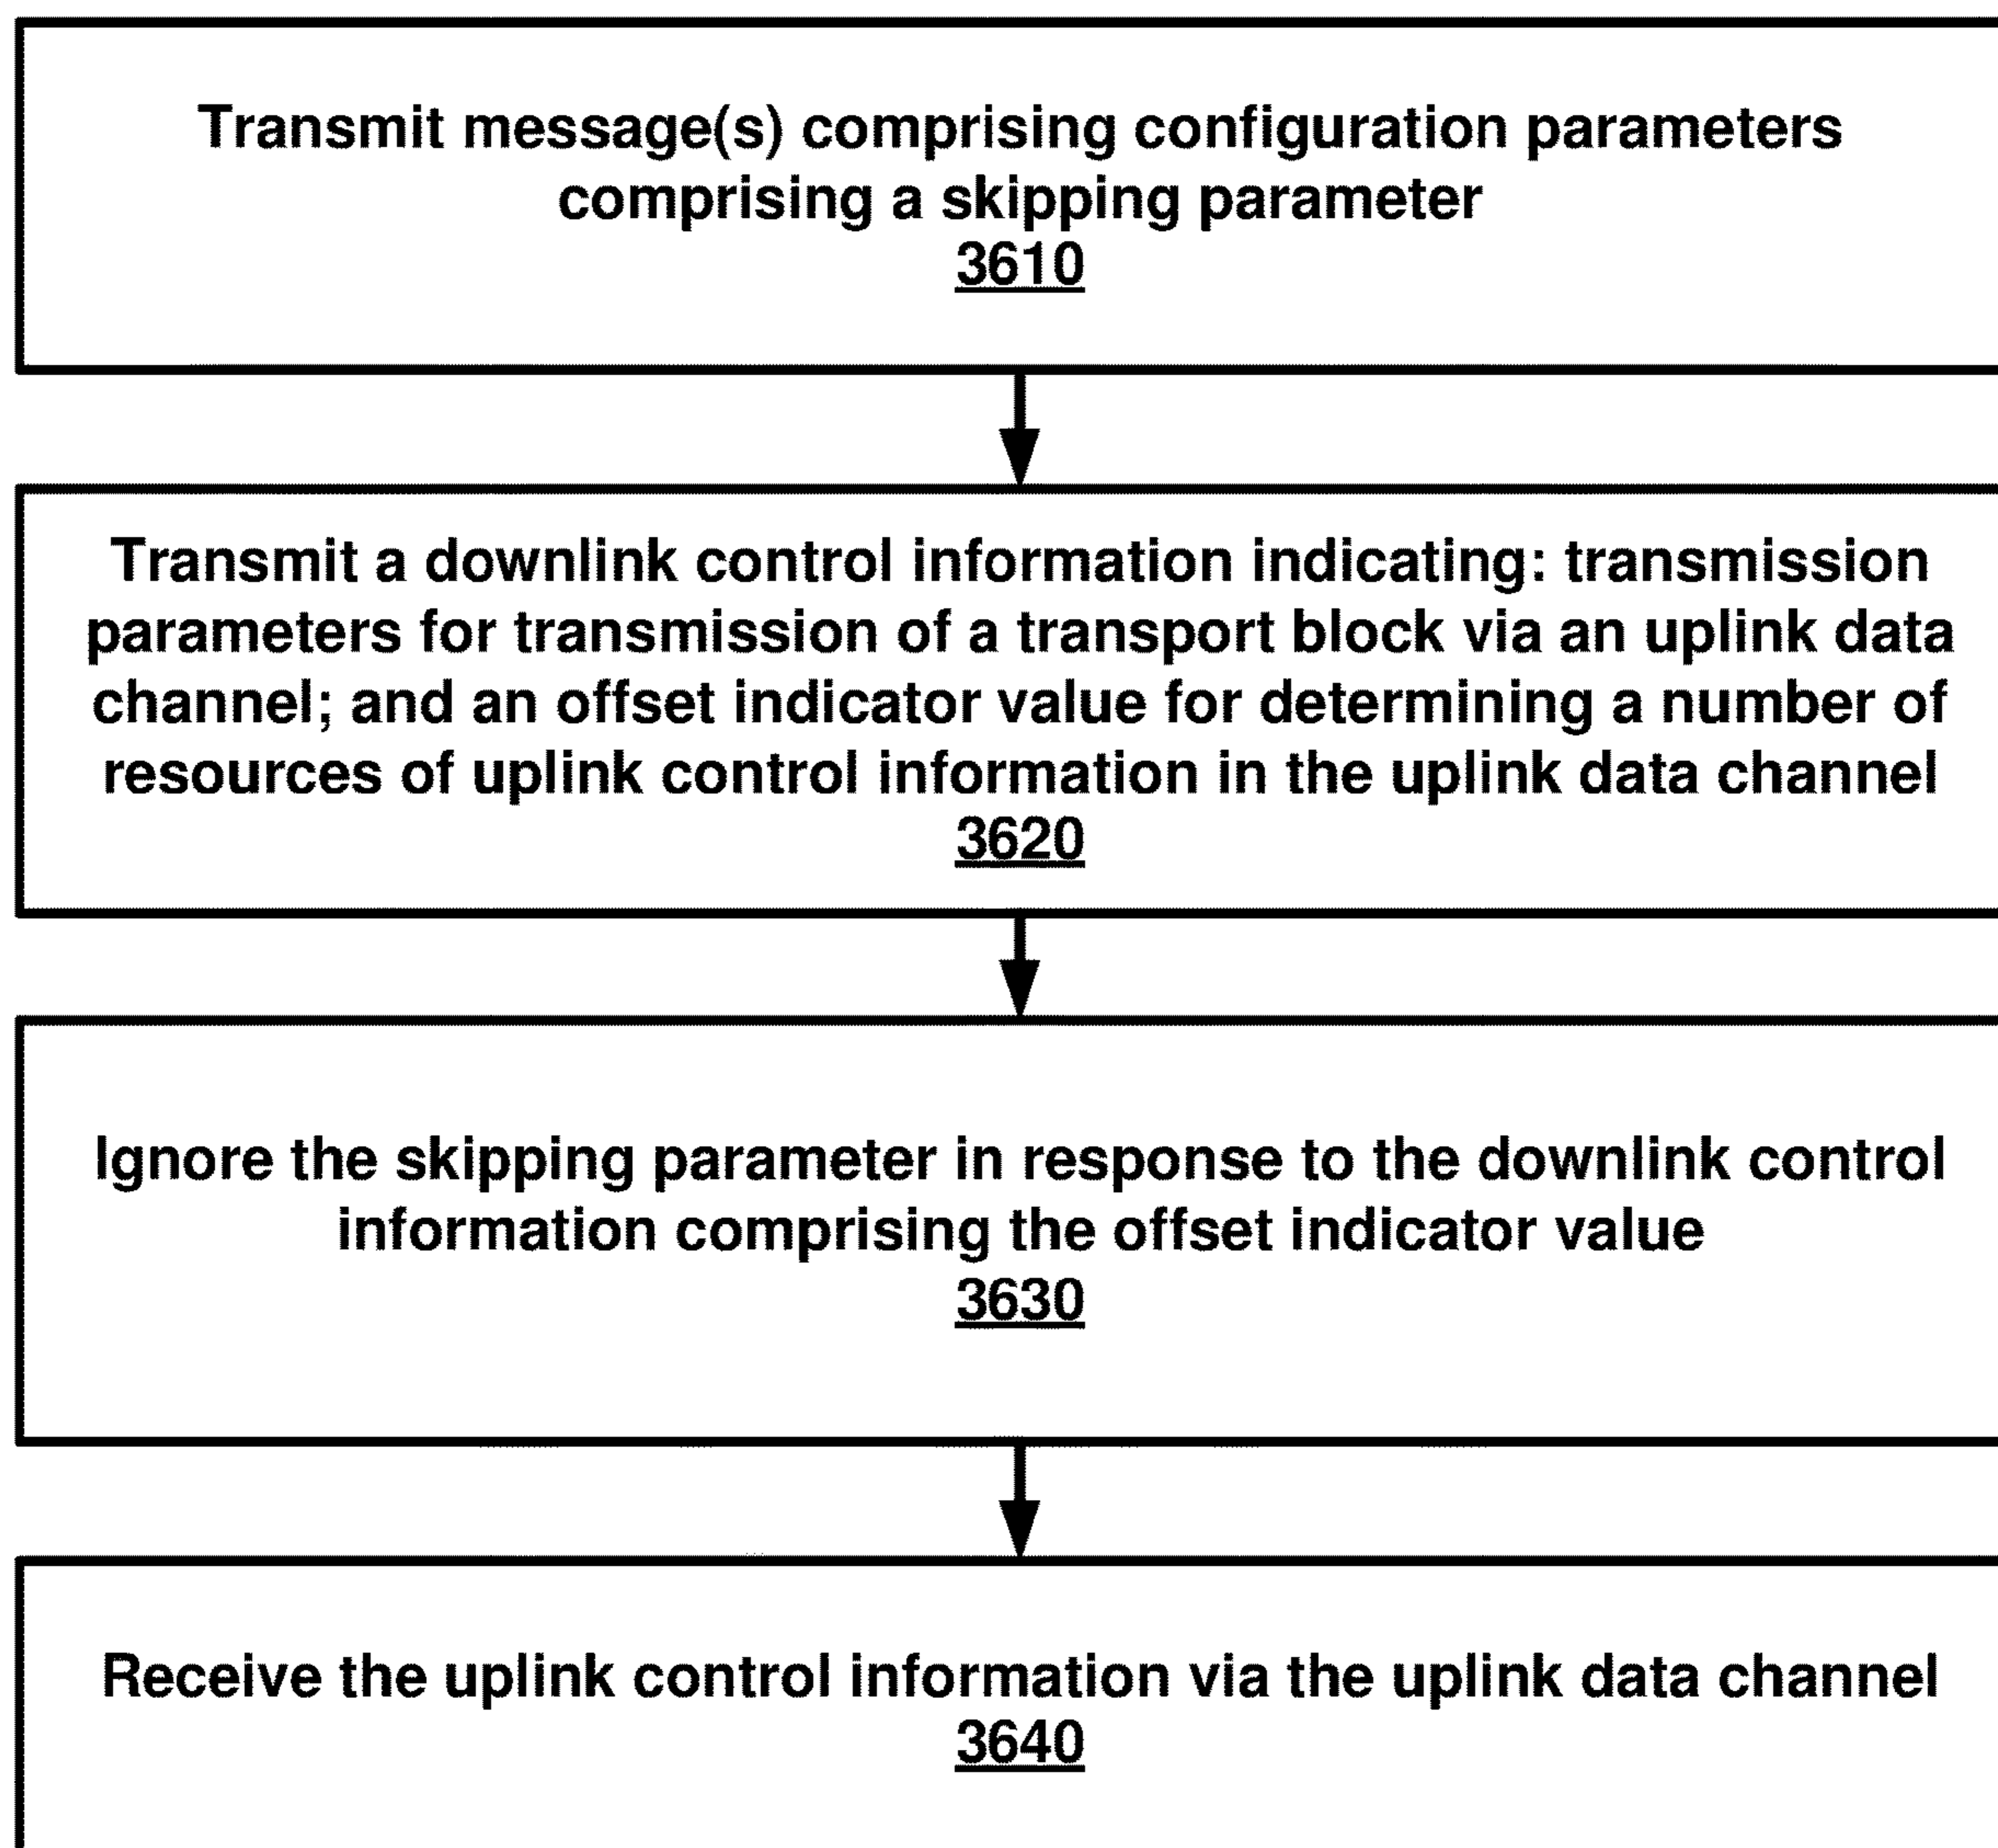 Transmit message(s) comprising configuration parameters
comprising a skipping parameter
3610
Transmit a downlink control information indicating: transmission
parameters for transmission of a transport block via an uplink data
channel; and an offset indicator value for determining a number of
resources of uplink control information in the uplink data channel
3620
Ignore the skipping parameter in response to the downlink control
information comprising the offset indicator value
3630
Receive the uplink control information via the uplink data channel
3640